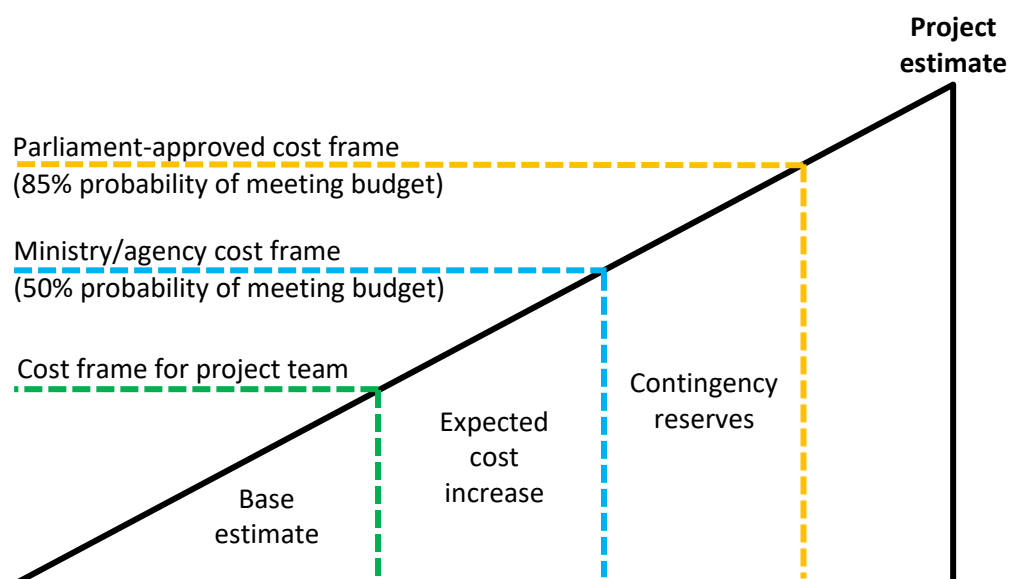 Project
estimate
Parliament-approved cost frame
(85% probability of meeting budget)
Ministry/agency cost frame
(50% probability of meeting budget)
Cost frame for project team
Contingency
reserves
Expected
cost
increase
Base
estimate